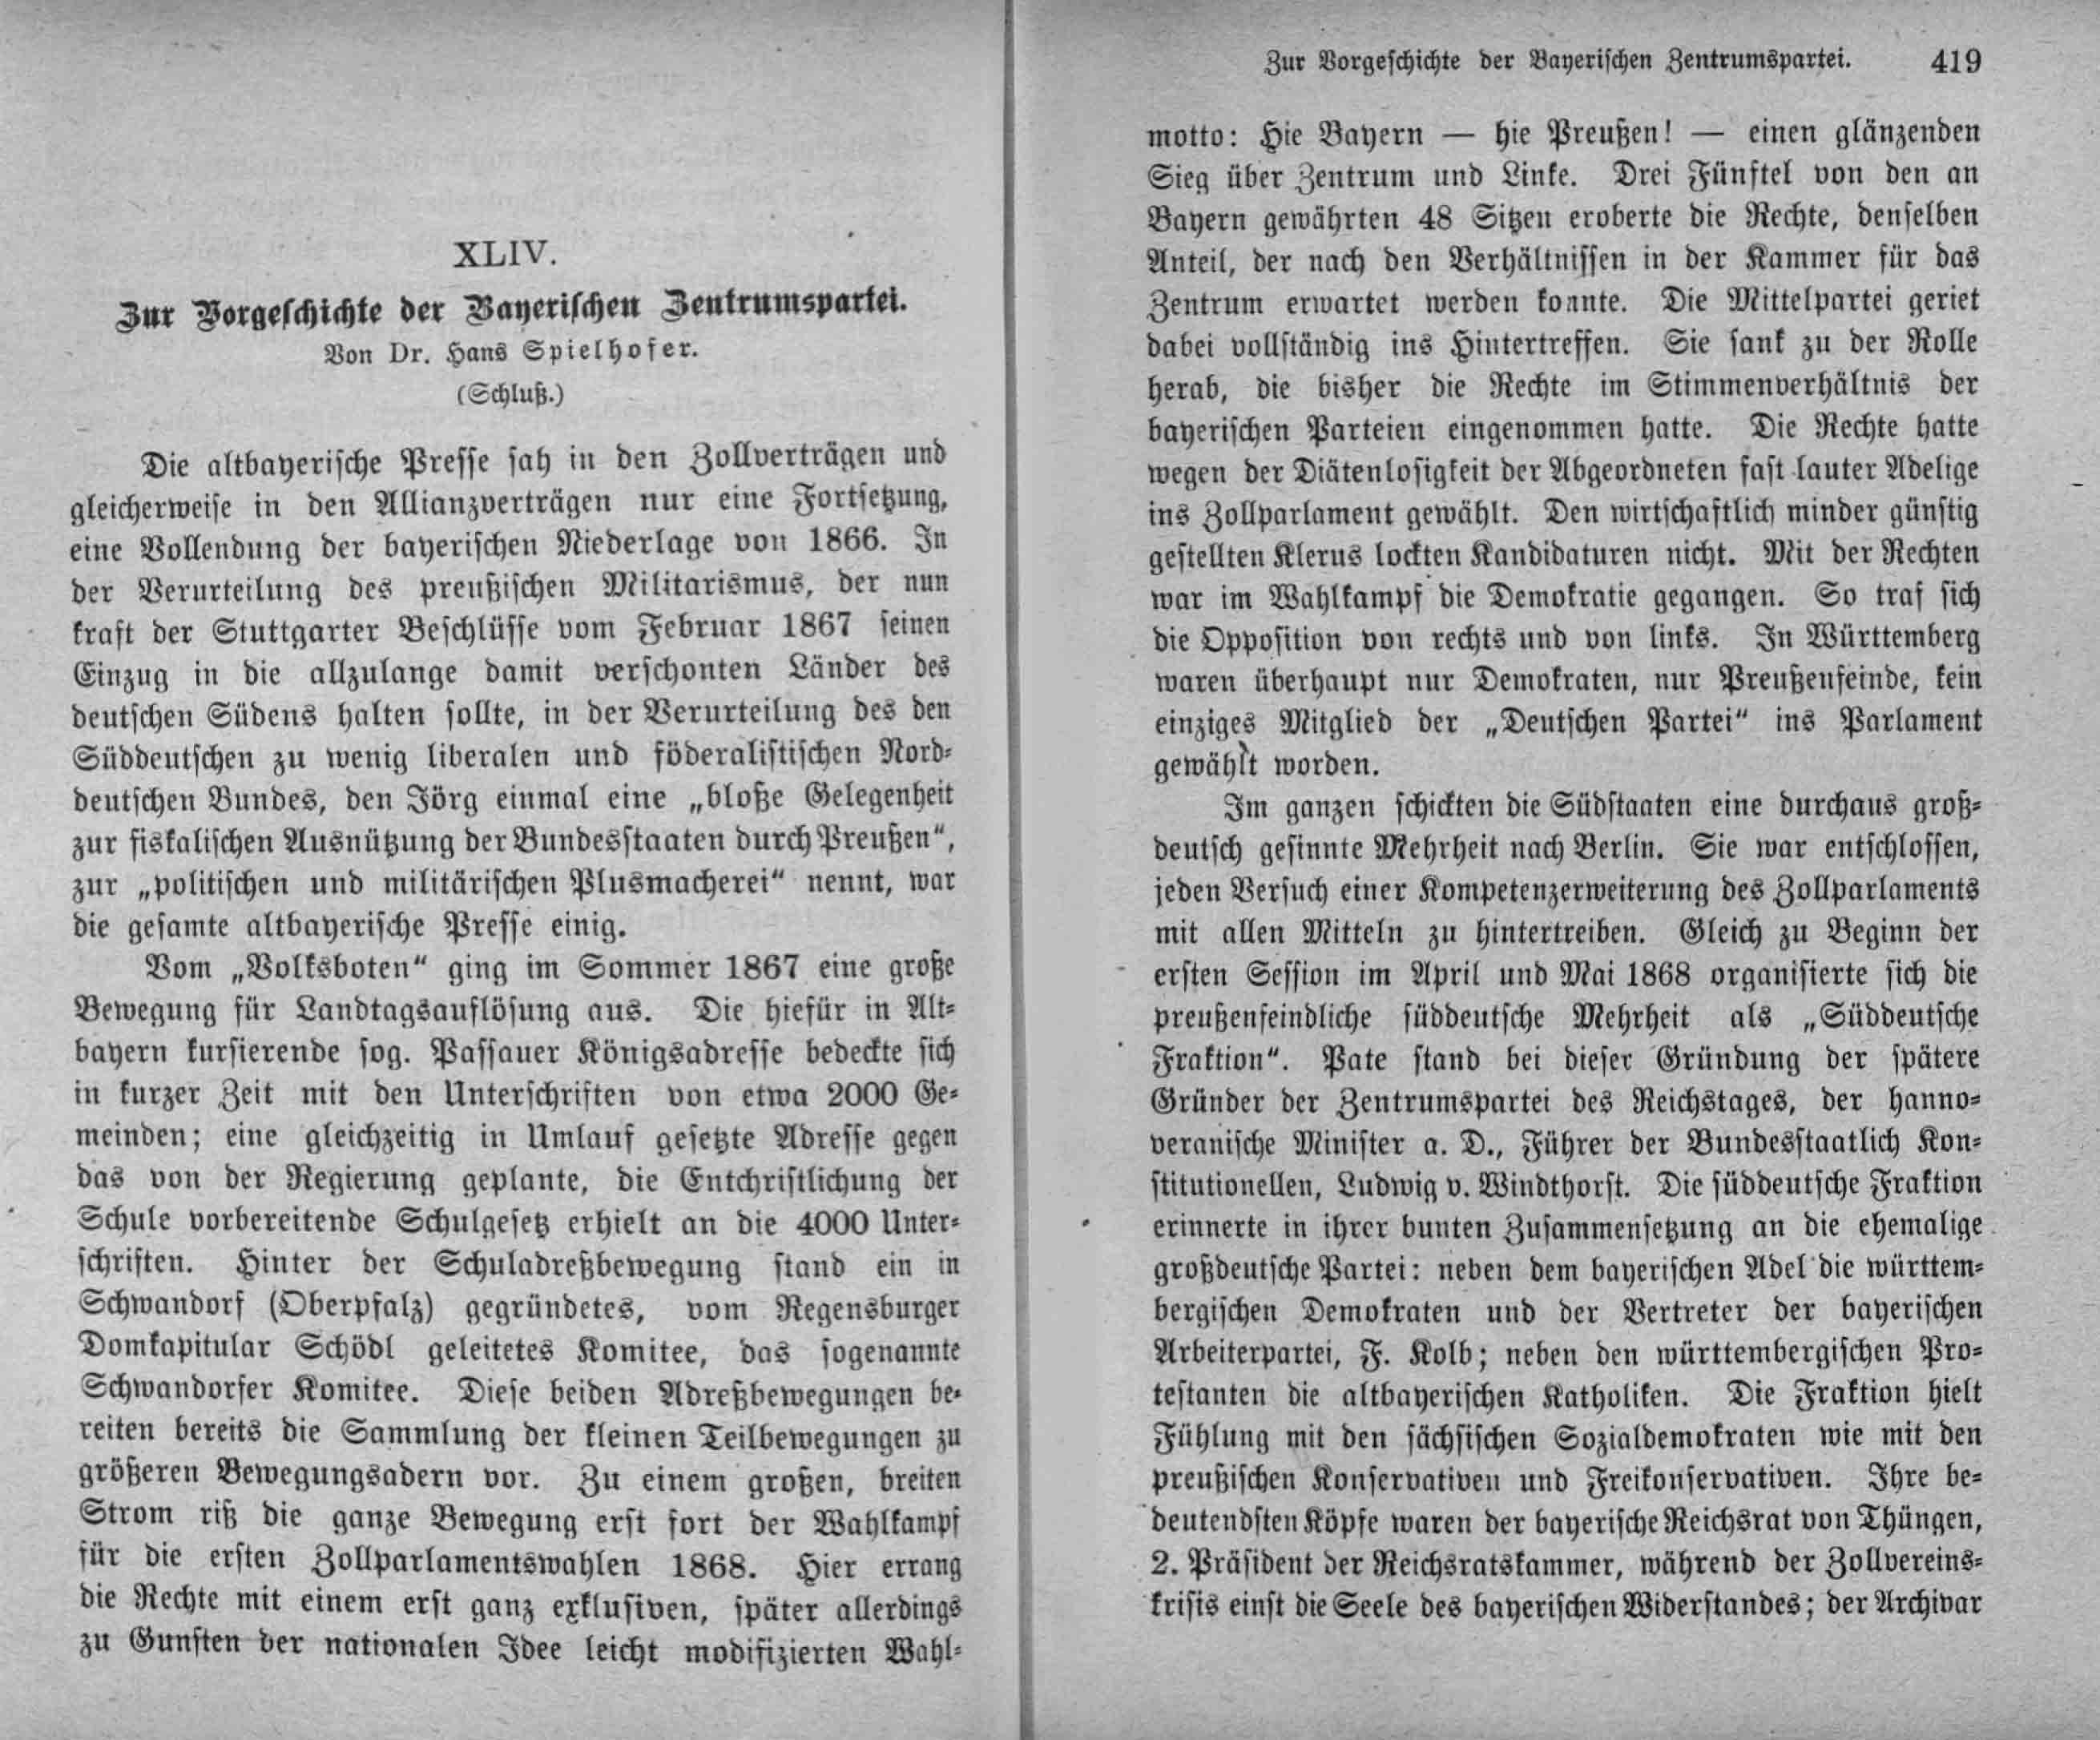 XLIV.
Zur Vorgeschichte der Bayerischen Zentrumspartei.
Von Dr. Hans Spielhofer.
(Schluß.)
Die altbayerische Presse sah in den Zollverträgen und
gleicherweise in den Allianzverträgen nur eine Fortsetzung,
eine Vollendung der bayerischen Niederlage von 1866. In
der Verurteilung des preußischen Militarismus, der nun
kraft der Stuttgarter Beschlüsse vom Februar 1867 seinen
Einzug in die allzulange damit verschonten Länder des
deutschen Südens halten sollte, in der Verurteilung des den
Süddeutschen zu wenig liberalen und föderalistischen Nord-
deutschen Bundes, den Jörg einmal eine „bloße Gelegenheit
zur fiskalischen Ausnützung der Bundesstaaten durch Preußen“,
zur „politischen und militärischen Plusmacherei“ nennt, war
die gesamte altbayerische Presse einig.
Vom „Volksboten“ ging im Sommer 1867 eine große
Bewegung für Landtagsauflösung aus. Die hiefür in Alt-
bayern kursierende sog. Passauer Königsadresse bedeckte sich
in kurzer Zeit mit den Unterschriften von etwa 2000 Ge-
meinden; eine gleichzeitig in Umlauf gesetzte Adresse gegen
das von der Regierung geplante, die Entchristlichung der
Schule vorbereitende Schulgesetz erhielt an die 4000 Unter-
schriften. Hinter der Schuladreßbewegung stand ein in
Schwandorf (Oberpfalz) gegründetes, vom Regensburger
Domkapitular Schödl geleitetes Komitee, das sogenannte
Schwandorfer Komitee. Diese beiden Adreßbewegungen be-
reiten bereits die Sammlung der kleinen Teilbewegungen zu
größeren Bewegungsadern vor. Zu einem großen, breiten
Strom riß die ganze Bewegung erst fort der Wahlkampf
für die ersten Zollparlamentswahlen 1868. Hier errang
die Rechte mit einem erst ganz exklusiven, später allerdings
zu Gunsten der nationalen Idee leicht modifizierten Wahl-
Zur Vorgeschichte der Bayerischen Zentrumspartei. 419
motto: Hie Bayern — hie Preußen! — einen glänzenden
Sieg über Zentrum und Linke. Drei Fünftel von den an
Bayern gewährten 48 Sitzen eroberte die Rechte, denselben
Anteil, der nach den Verhältnissen in der Kammer für das
Zentrum erwartet werden konnte. Die Mittelpartei geriet
dabei vollständig ins Hintertreffen. Sie sank zu der Rolle
herab, die bisher die Rechte im Stimmenverhältnis der
bayerischen Parteien eingenommen hatte. Die Rechte hatte
wegen der Diätenlosigkeit der Abgeordneten fast lauter Adelige
ins Zollparlament gewählt. Den wirtschaftlich minder günstig
gestellten Klerus lockten Kandidaturen nicht. Mit der Rechten
war im Wahlkampf die Demokratie gegangen. So traf sich
die Opposition von rechts und von links. In Württemberg
waren überhaupt nur Demokraten, nur Preußenfeinde, kein
einziges Mitglied der „Deutschen Partei“ ins Parlament
gewählt worden.
Im ganzen schickten die Südstaaten eine durchaus groß-
deutsch gesinnte Mehrheit nach Berlin. Sie war entschlossen,
jeden Versuch einer Kompetenzerweiterung des Zollparlaments
mit allen Mitteln zu hintertreiben. Gleich zu Beginn der
ersten Session im April und Mai 1868 organisierte sich die
preußenfeindliche süddeutsche Mehrheit als „Süddeutsche
Fraktion“. Pate stand bei dieser Gründung der spätere
Gründer der Zentrumspartei des Reichstages, der hanno-
veranische Minister a. D., Führer der Bundesstaatlich Kon-
stitutionellen, Ludwig v. Windthorst. Die süddeutsche Fraktion
erinnerte in ihrer bunten Zusammensetzung an die ehemalige
großdeutsche Partei: neben dem bayerischen Adel die württem-
bergischen Demokraten und der Vertreter der bayerischen
Arbeiterpartei, F. Kolb; neben den württembergischen Pro-
testanten die altbayerischen Katholiken. Die Fraktion hielt
Fühlung mit den sächsischen Sozialdemokraten wie mit den
preußischen Konservativen und Freikonservativen. Ihre be-
deutendsten Köpfe waren der bayerische Reichsrat von Thüngen,
2. Präsident der Reichsratskammer, während der Zollvereins-
krisis einst die Seele des bayerischen Widerstandes; der Archivar